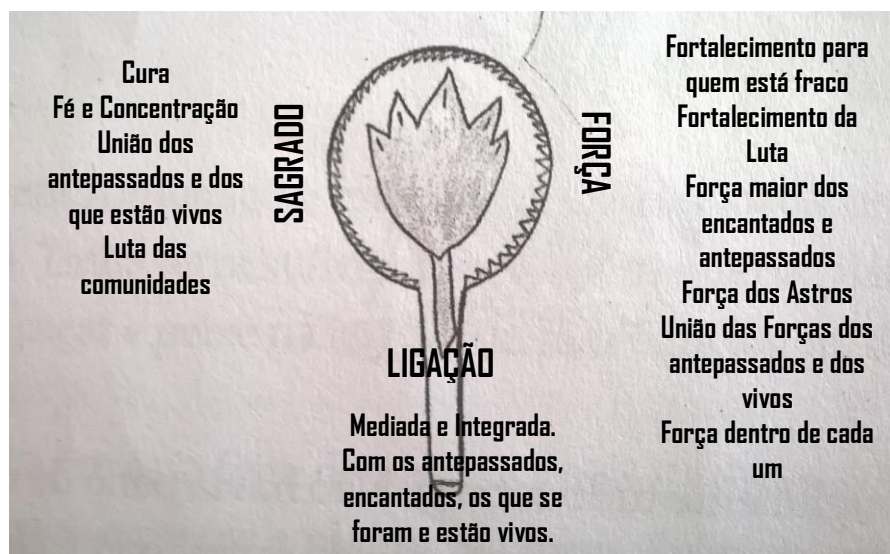 Cura
Fé e Concentração
União dos
antepassados e dos
que estão vivos
Luta das
comunidades
SAGRADO
FORÇA
Fortalecimento para
quem está fraco
Fortalecimento da
Luta
Força maior dos
encantados e
antepassados
Força dos Astros
União das Forças dos
antepassados e dos
vivos
Força dentro de cada
um
LIGAÇÃO
Mediada e Integrada.
Com os antepassados,
encantados, os que se
foram e estão vivos.